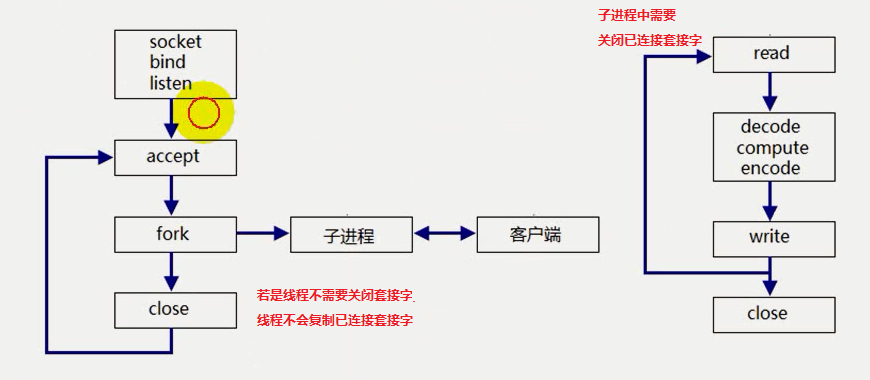 socket
bind
listen
accept
fork
子进程
客户端
close
若是线程不需要关闭套接字
线程不会复制已连接套接字
子进程中需要
关闭已连接套接字
read
decode
compute
encode
write
close